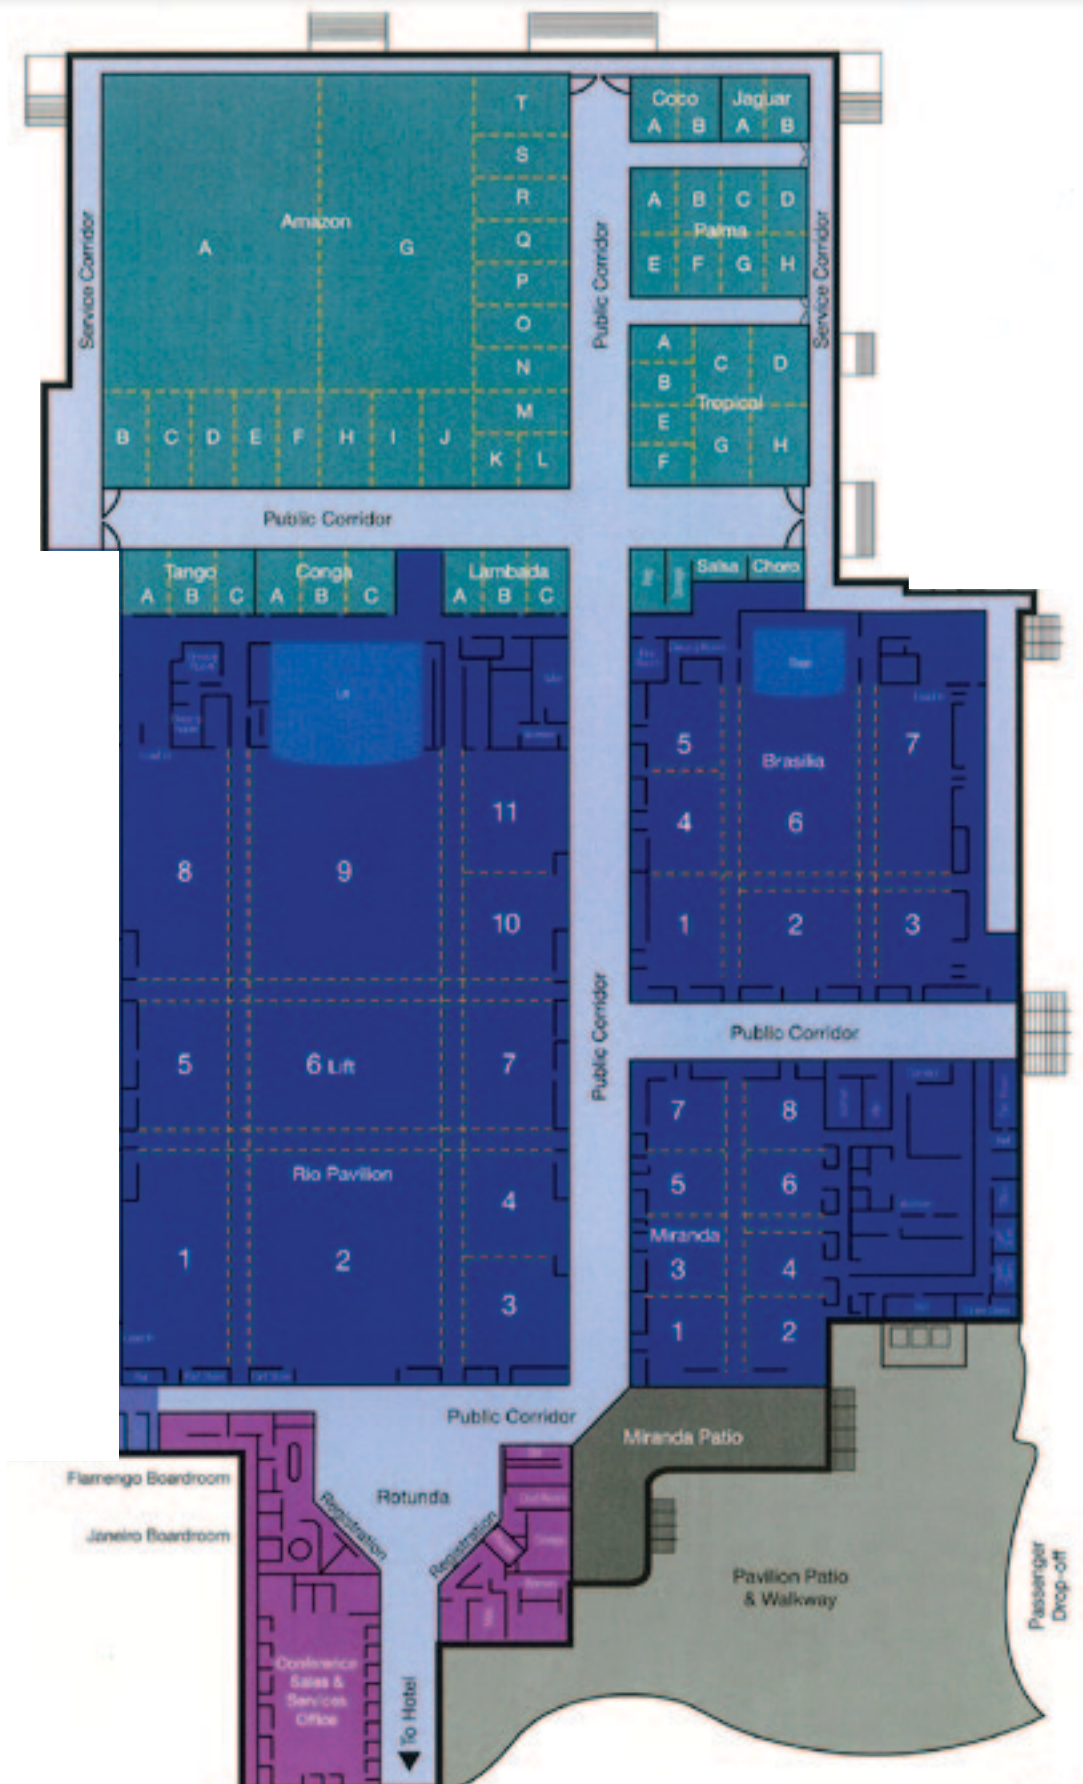 Coco
Jaguar
A
B
A
B
T
S
R
Q
P
O
N
M
K
L
Amazon
A
G
B
C
D
E
F
H
I
J
Service Corridor
Public Corridor
Service Corridor
A
B
C
D
Palma
E
F
G
H
A
B
C
D
Tropical
E
F
G
H
Public Corridor
Tango
A
B
C
Conga
A
B
C
Lambada
A
B
C
Salsa
Choro
5
Brasilia
7
4
6
1
2
3
11
8
9
10
5
6 Lift
7
Rio Pavilion
4
1
2
3
Public Corridor
Public Corridor
7
8
5
6
Miranda
3
4
1
2
Public Corridor
Miranda Patio
Flamengo Boardroom
Janeiro Boardroom
Rotunda
Registration
Registration
Pavilion Patio
& Walkway
Passenger
Drop-off
Conference
Sales &
Services
Office
To Hotel